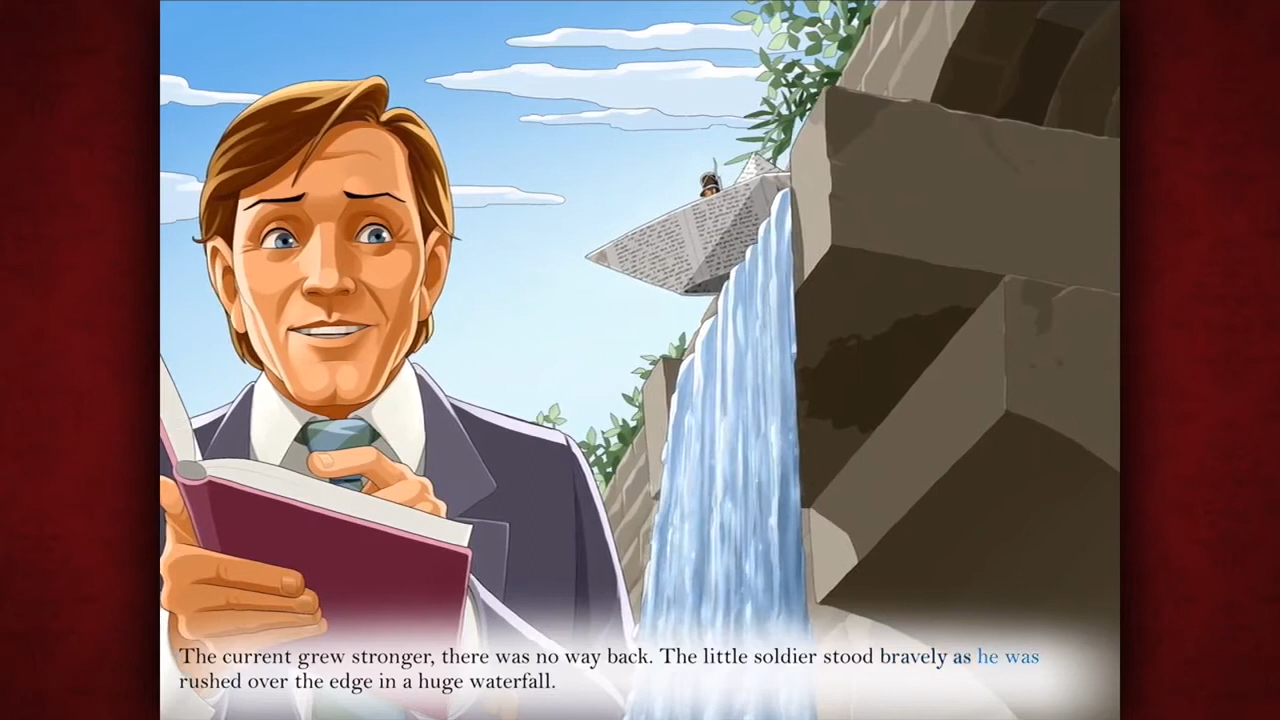 The current grew stronger, there was no way back. The little soldier stood bravely as he was
rushed over the edge in a huge waterfall.